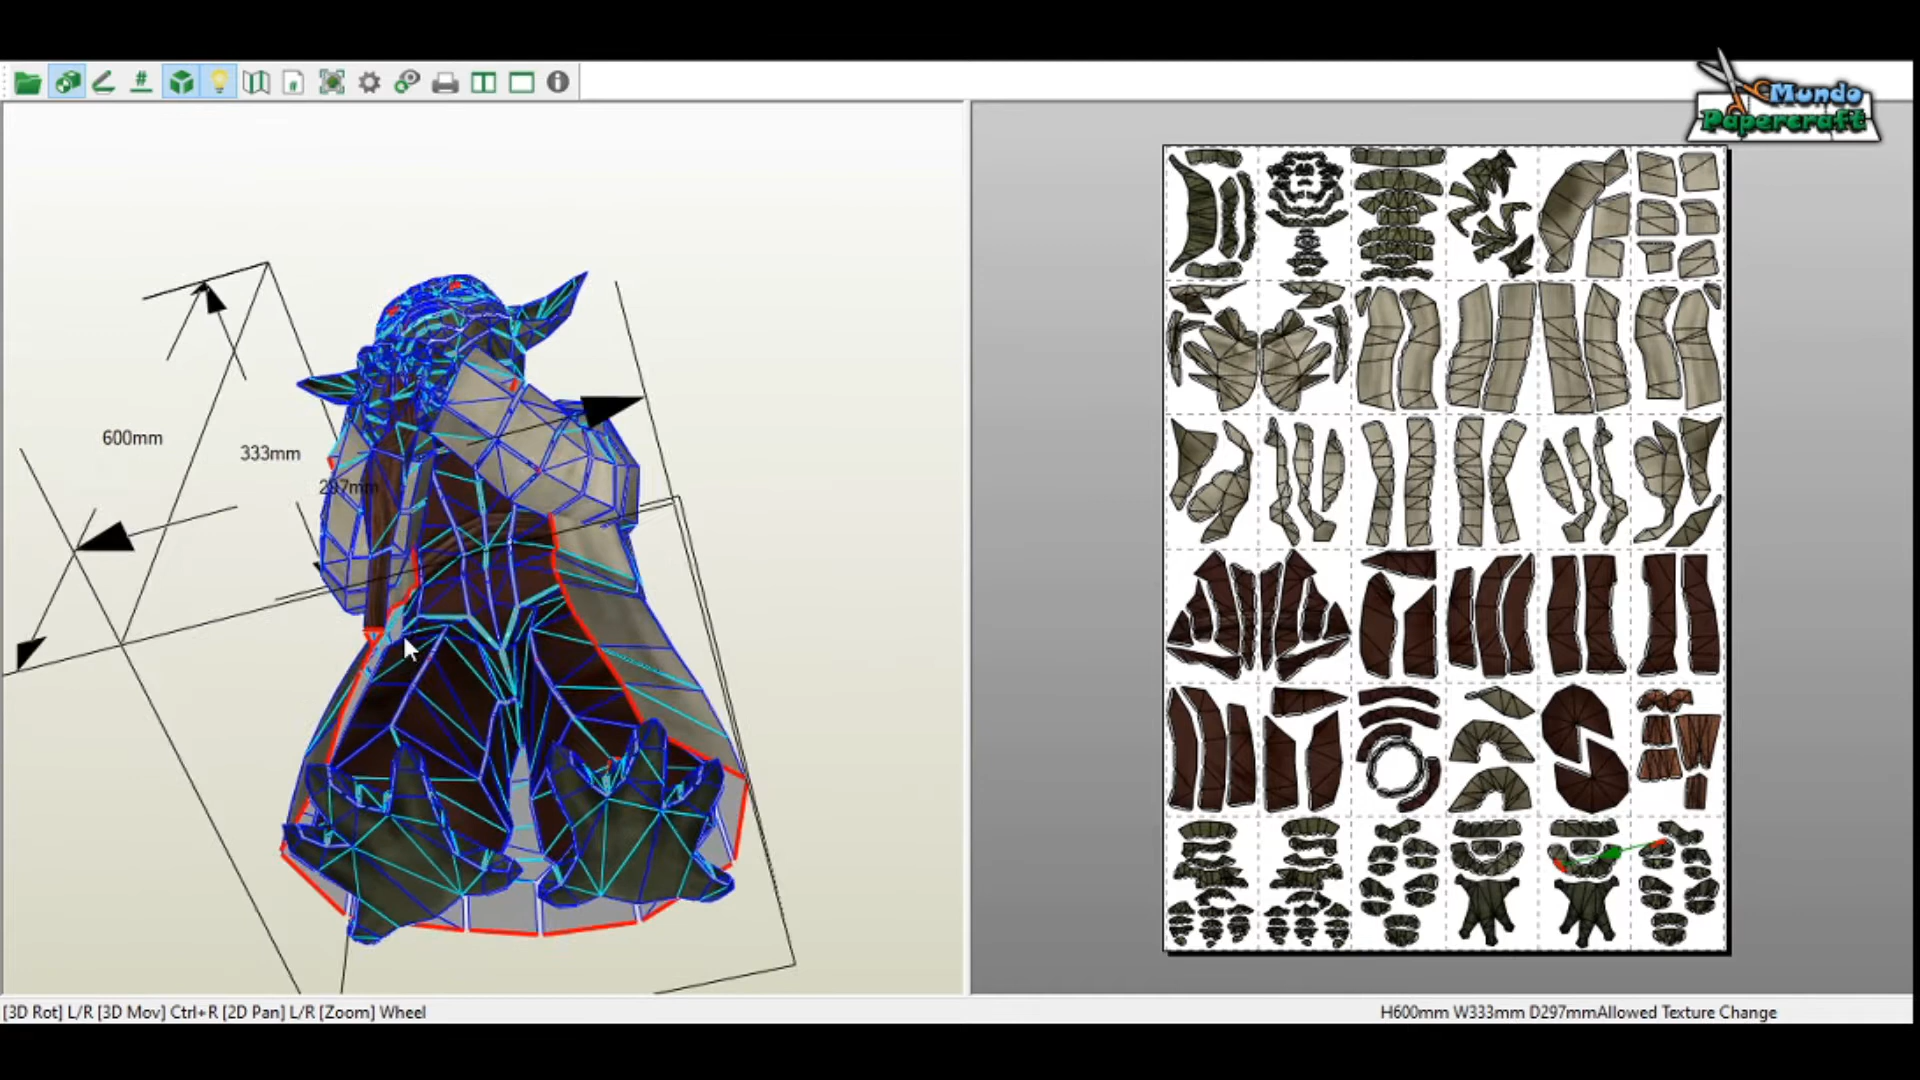 Mundo
Papercraft
600mm
333mm
297mm
[3D Rot] L/R [3D Mov] Ctrl+R [2D Pan] L/R [Zoom] Wheel
H600mm W333mm D297mmAllowed Texture Change